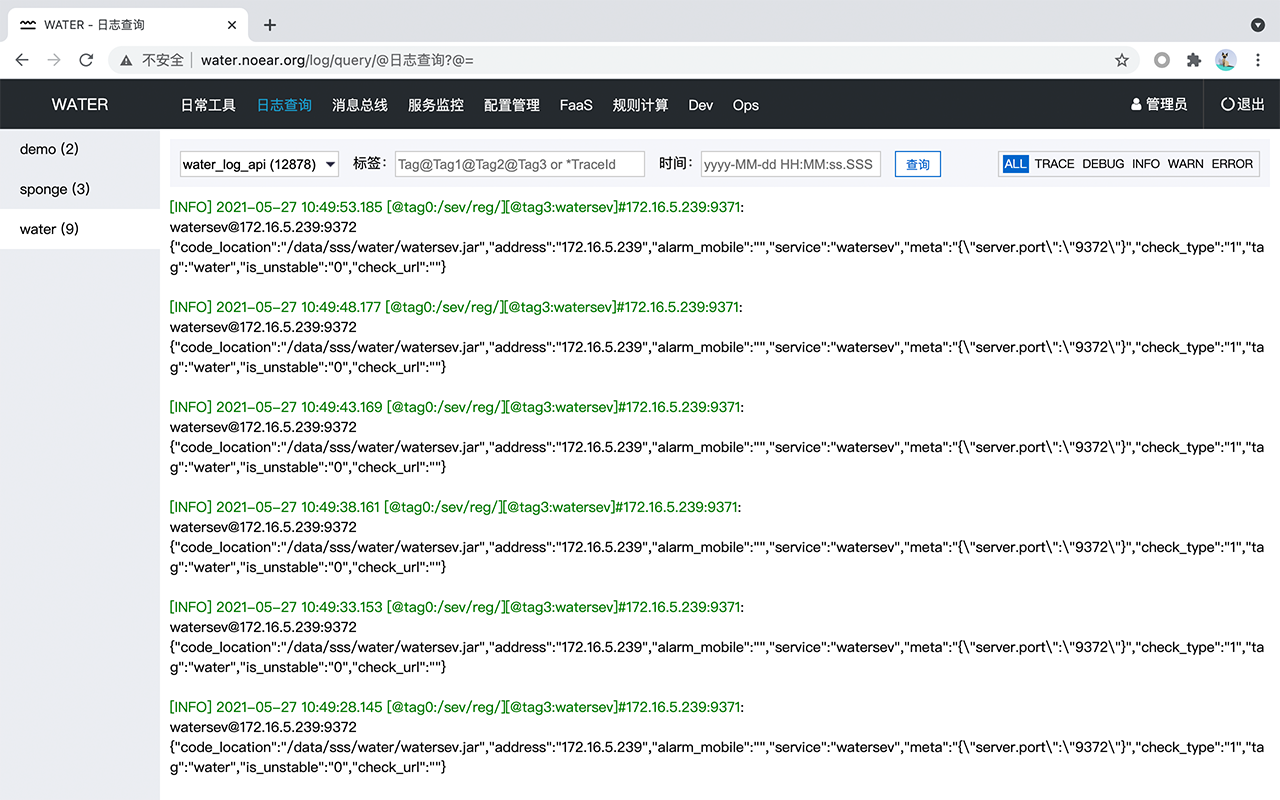 WATER - 日志查询
不安全 water.noear.org/log/query/@日志查询?@=
WATER 日常工具 日志查询 消息总线 服务监控 配置管理 FaaS 规则计算 Dev Ops 管理员 退出
demo (2)
sponge (3)
water (9)
water_log_api (12878) 标签: Tag@Tag1@Tag2@Tag3 or *TraceId 时间: yyyy-MM-dd HH:MM:ss.SSS 查询 ALL TRACE DEBUG INFO WARN ERROR
[INFO] 2021-05-27 10:49:53.185 [@tag0:/sev/reg/][@tag3:watersev]#172.16.5.239:9371:
watersev@172.16.5.239:9372
{"code_location":"/data/sss/water/watersev.jar","address":"172.16.5.239","alarm_mobile":"","service":"watersev","meta":"{\"server.port\":\"9372\"}","check_type":"1","ta
g":"water","is_unstable":"0","check_url":""}
[INFO] 2021-05-27 10:49:48.177 [@tag0:/sev/reg/][@tag3:watersev]#172.16.5.239:9371:
watersev@172.16.5.239:9372
{"code_location":"/data/sss/water/watersev.jar","address":"172.16.5.239","alarm_mobile":"","service":"watersev","meta":"{\"server.port\":\"9372\"}","check_type":"1","ta
g":"water","is_unstable":"0","check_url":""}
[INFO] 2021-05-27 10:49:43.169 [@tag0:/sev/reg/][@tag3:watersev]#172.16.5.239:9371:
watersev@172.16.5.239:9372
{"code_location":"/data/sss/water/watersev.jar","address":"172.16.5.239","alarm_mobile":"","service":"watersev","meta":"{\"server.port\":\"9372\"}","check_type":"1","ta
g":"water","is_unstable":"0","check_url":""}
[INFO] 2021-05-27 10:49:38.161 [@tag0:/sev/reg/][@tag3:watersev]#172.16.5.239:9371:
watersev@172.16.5.239:9372
{"code_location":"/data/sss/water/watersev.jar","address":"172.16.5.239","alarm_mobile":"","service":"watersev","meta":"{\"server.port\":\"9372\"}","check_type":"1","ta
g":"water","is_unstable":"0","check_url":""}
[INFO] 2021-05-27 10:49:33.153 [@tag0:/sev/reg/][@tag3:watersev]#172.16.5.239:9371:
watersev@172.16.5.239:9372
{"code_location":"/data/sss/water/watersev.jar","address":"172.16.5.239","alarm_mobile":"","service":"watersev","meta":"{\"server.port\":\"9372\"}","check_type":"1","ta
g":"water","is_unstable":"0","check_url":""}
[INFO] 2021-05-27 10:49:28.145 [@tag0:/sev/reg/][@tag3:watersev]#172.16.5.239:9371:
watersev@172.16.5.239:9372
{"code_location":"/data/sss/water/watersev.jar","address":"172.16.5.239","alarm_mobile":"","service":"watersev","meta":"{\"server.port\":\"9372\"}","check_type":"1","ta
g":"water","is_unstable":"0","check_url":""}